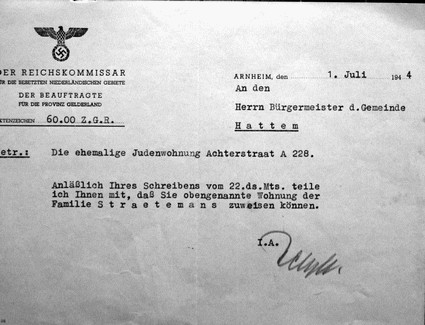 DER REICHSKOMMISSAR
FÜR DIE BESETZTEN NIEDERLÄNDISCHEN GEBIETE
DER BEAUFTRAGTE
FÜR DIE PROVINZ GELDERLAND
KTENZEICHEN 60.00 Z.G.R.
ARNHEIM, den 1. Juli 1944
An den
Herrn Bürgermeister d.Gemeinde
Hattem
etr.: Die ehemalige Judenwohnung Achterstraat A 228.
Anläßlich Ihres Schreibens vom 22.ds.Mts. teile
ich Ihnen mit, daß Sie obengenannte Wohnung der
Familie Straetemans zuweisen können.
I.A.